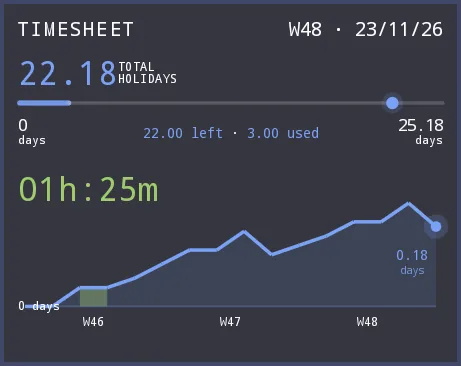 TIMESHEET
W48 · 23/11/26
22.18 TOTAL
HOLIDAYS
0
days
22.00 left · 3.00 used
25.18
days
01h:25m
0.18
days
0 days
W46
W47
W48